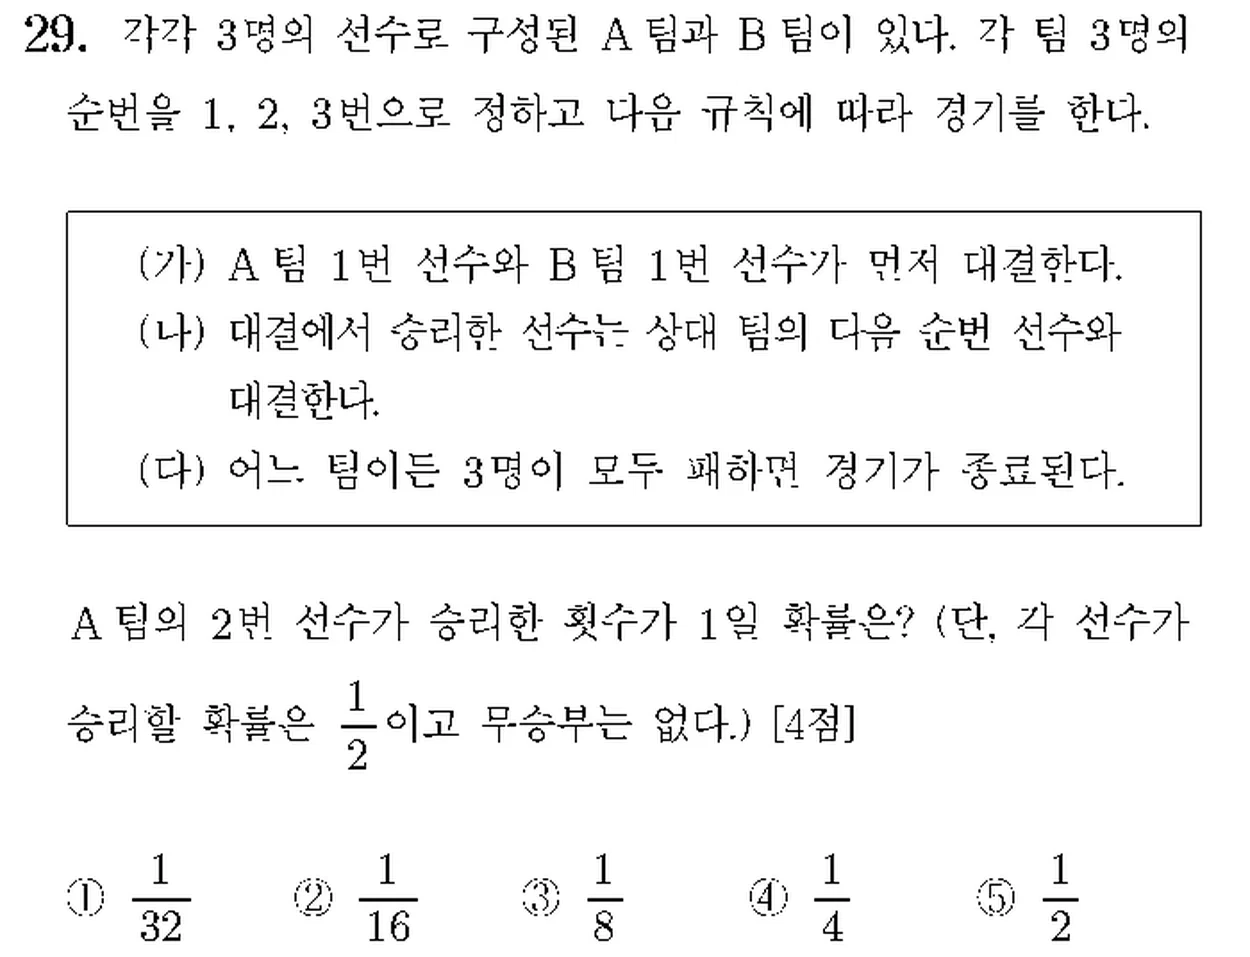 29. 각각 3명의 선수로 구성된 A 팀과 B 팀이 있다. 각 팀 3명의
순번을 1, 2, 3번으로 정하고 다음 규칙에 따라 경기를 한다.
(가) A 팀 1번 선수와 B 팀 1번 선수가 먼저 대결한다.
(나) 대결에서 승리한 선수는 상대 팀의 다음 순번 선수와
대결한다.
(다) 어느 팀이든 3명이 모두 패하면 경기가 종료된다.
A 팀의 2번 선수가 승리한 횟수가 1일 확률은? (단, 각 선수가
승리할 확률은 1/2이고 무승부는 없다.) [4점]
① 1/32 ② 1/16 ③ 1/8 ④ 1/4 ⑤ 1/2